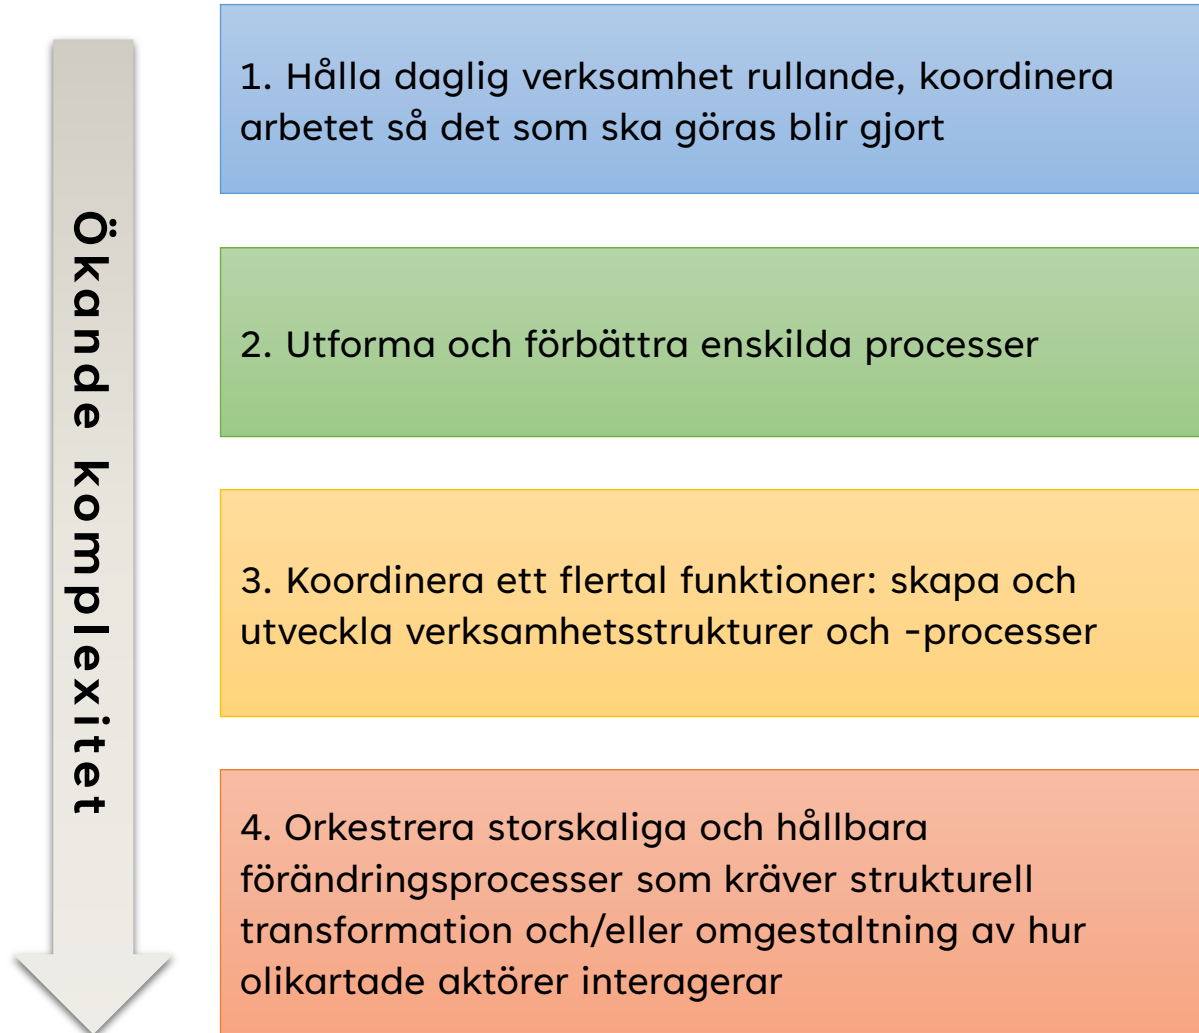 Ökande komplexitet
1. Hålla daglig verksamhet rullande, koordinera
arbetet så det som ska göras blir gjort
2. Utforma och förbättra enskilda processer
3. Koordinera ett flertal funktioner: skapa och
utveckla verksamhetsstrukturer och -processer
4. Orkestrera storskaliga och hållbara
förändringsprocesser som kräver strukturell
transformation och/eller omgestaltning av hur
olikartade aktörer interagerar